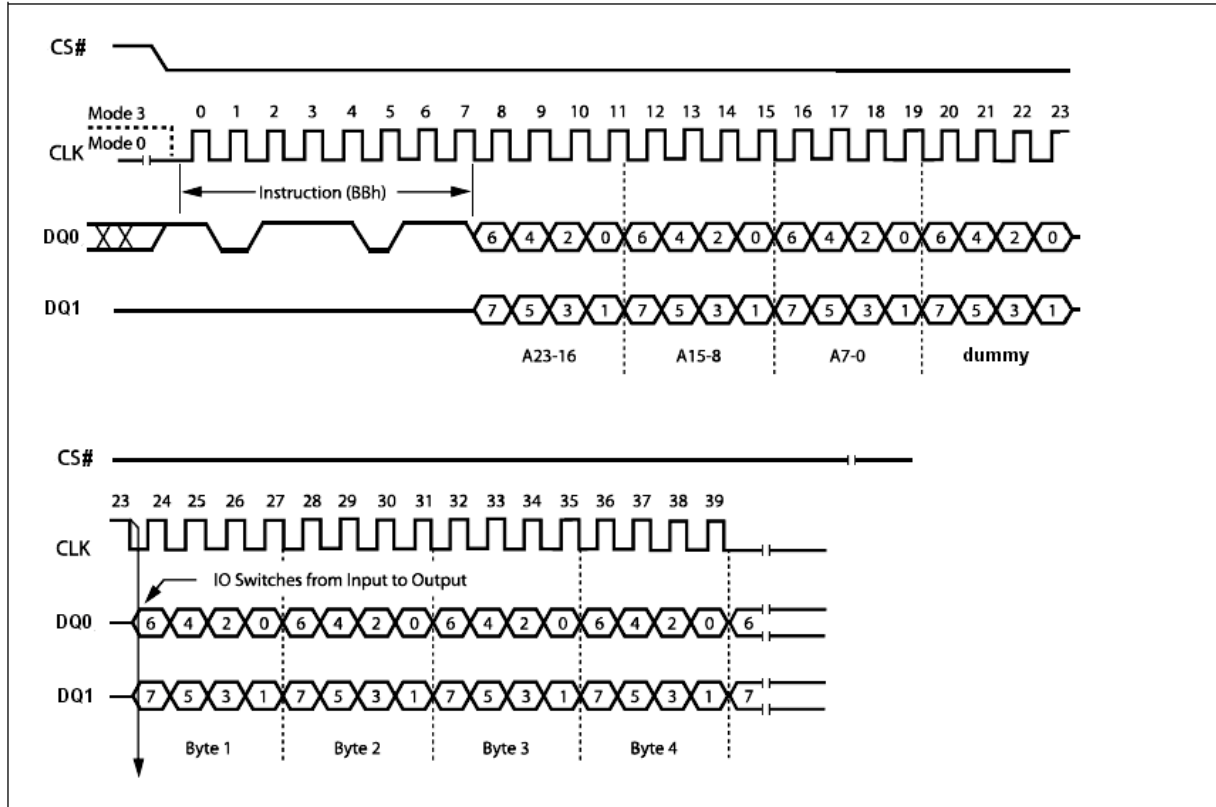 CS#
Mode 3
0 1 2 3 4 5 6 7 8 9 10 11 12 13 14 15 16 17 18 19 20 21 22 23
Mode 0
CLK
Instruction (BBh)
DQ0 6 4 2 0 6 4 2 0 6 4 2 0 6 4 2 0
DQ1 7 5 3 1 7 5 3 1 7 5 3 1 7 5 3 1
A23-16 A15-8 A7-0 dummy
CS#
23 24 25 26 27 28 29 30 31 32 33 34 35 36 37 38 39
CLK
IO Switches from Input to Output
DQ0 6 4 2 0 6 4 2 0 6 4 2 0 6 4 2 0 6
DQ1 7 5 3 1 7 5 3 1 7 5 3 1 7 5 3 1 7
Byte 1 Byte 2 Byte 3 Byte 4